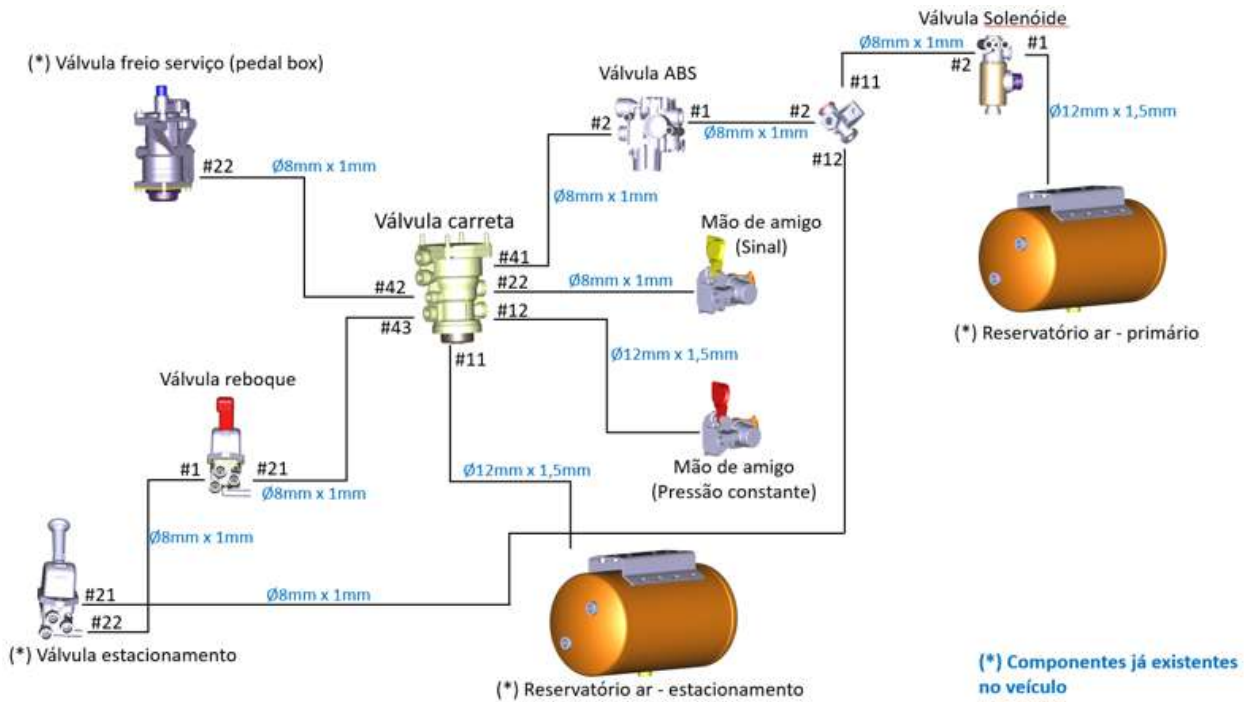 Válvula Solenóide
Ø8mm x 1mm
#1
#2
(*) Válvula freio serviço (pedal box)
Válvula ABS
#11
#2
#1
#2
Ø8mm x 1mm
Ø12mm x 1,5mm
#12
#22
Ø8mm x 1mm
Ø8mm x 1mm
Válvula carreta
Mão de amigo
(Sinal)
#41
#22
Ø8mm x 1mm
#42
#12
#43
(*) Reservatório ar - primário
Ø12mm x 1,5mm
#11
Válvula reboque
#1
#21
Ø12mm x 1,5mm
Mão de amigo
(Pressão constante)
Ø8mm x 1mm
Ø8mm x 1mm
#21
Ø8mm x 1mm
#22
(*) Válvula estacionamento
(*) Reservatório ar - estacionamento
(*) Componentes já existentes
no veículo